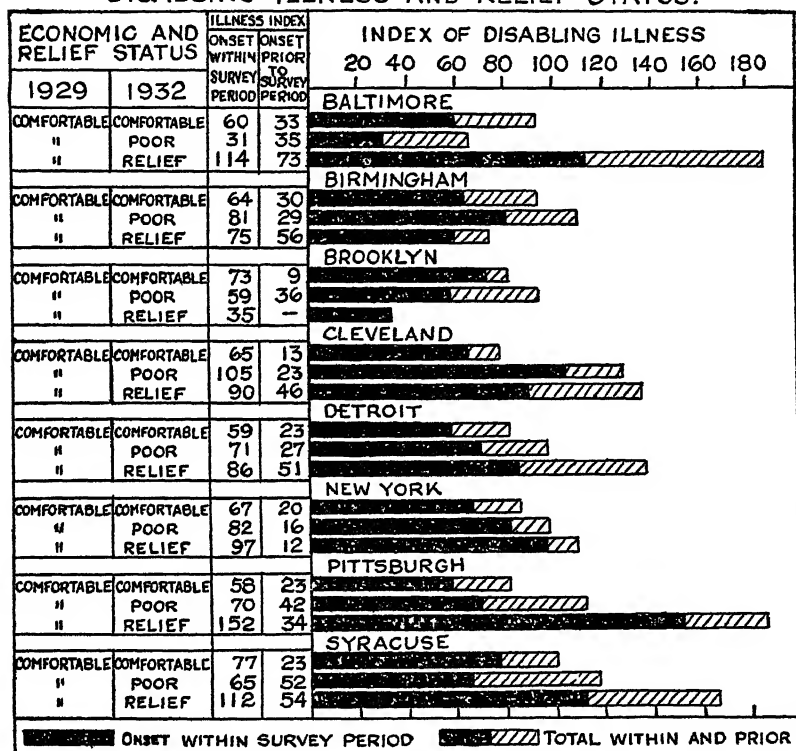 DISABLING ILLNESS AND RELIEF STATUS.
ECONOMIC AND RELIEF STATUS
ILLNESS INDEX
INDEX OF DISABLING ILLNESS
1929 1932 ONSET WITHIN SURVEY PERIOD ONSET PRIOR TO SURVEY PERIOD
20 40 60 80 100 120 140 160 180
BALTIMORE
COMFORTABLE COMFORTABLE 60 33
" POOR 31 35
" RELIEF 114 73
BIRMINGHAM
COMFORTABLE COMFORTABLE 64 30
" POOR 81 29
" RELIEF 75 56
BROOKLYN
COMFORTABLE COMFORTABLE 73 9
" POOR 59 36
" RELIEF 35 —
CLEVELAND
COMFORTABLE COMFORTABLE 65 13
" POOR 105 23
" RELIEF 90 46
DETROIT
COMFORTABLE COMFORTABLE 59 23
" POOR 71 27
" RELIEF 86 51
NEW YORK
COMFORTABLE COMFORTABLE 67 20
" POOR 82 16
" RELIEF 97 12
PITTSBURGH
COMFORTABLE COMFORTABLE 58 23
" POOR 70 42
" RELIEF 152 34
SYRACUSE
COMFORTABLE COMFORTABLE 77 23
" POOR 65 52
" RELIEF 112 54
ONSET WITHIN SURVEY PERIOD TOTAL WITHIN AND PRIOR